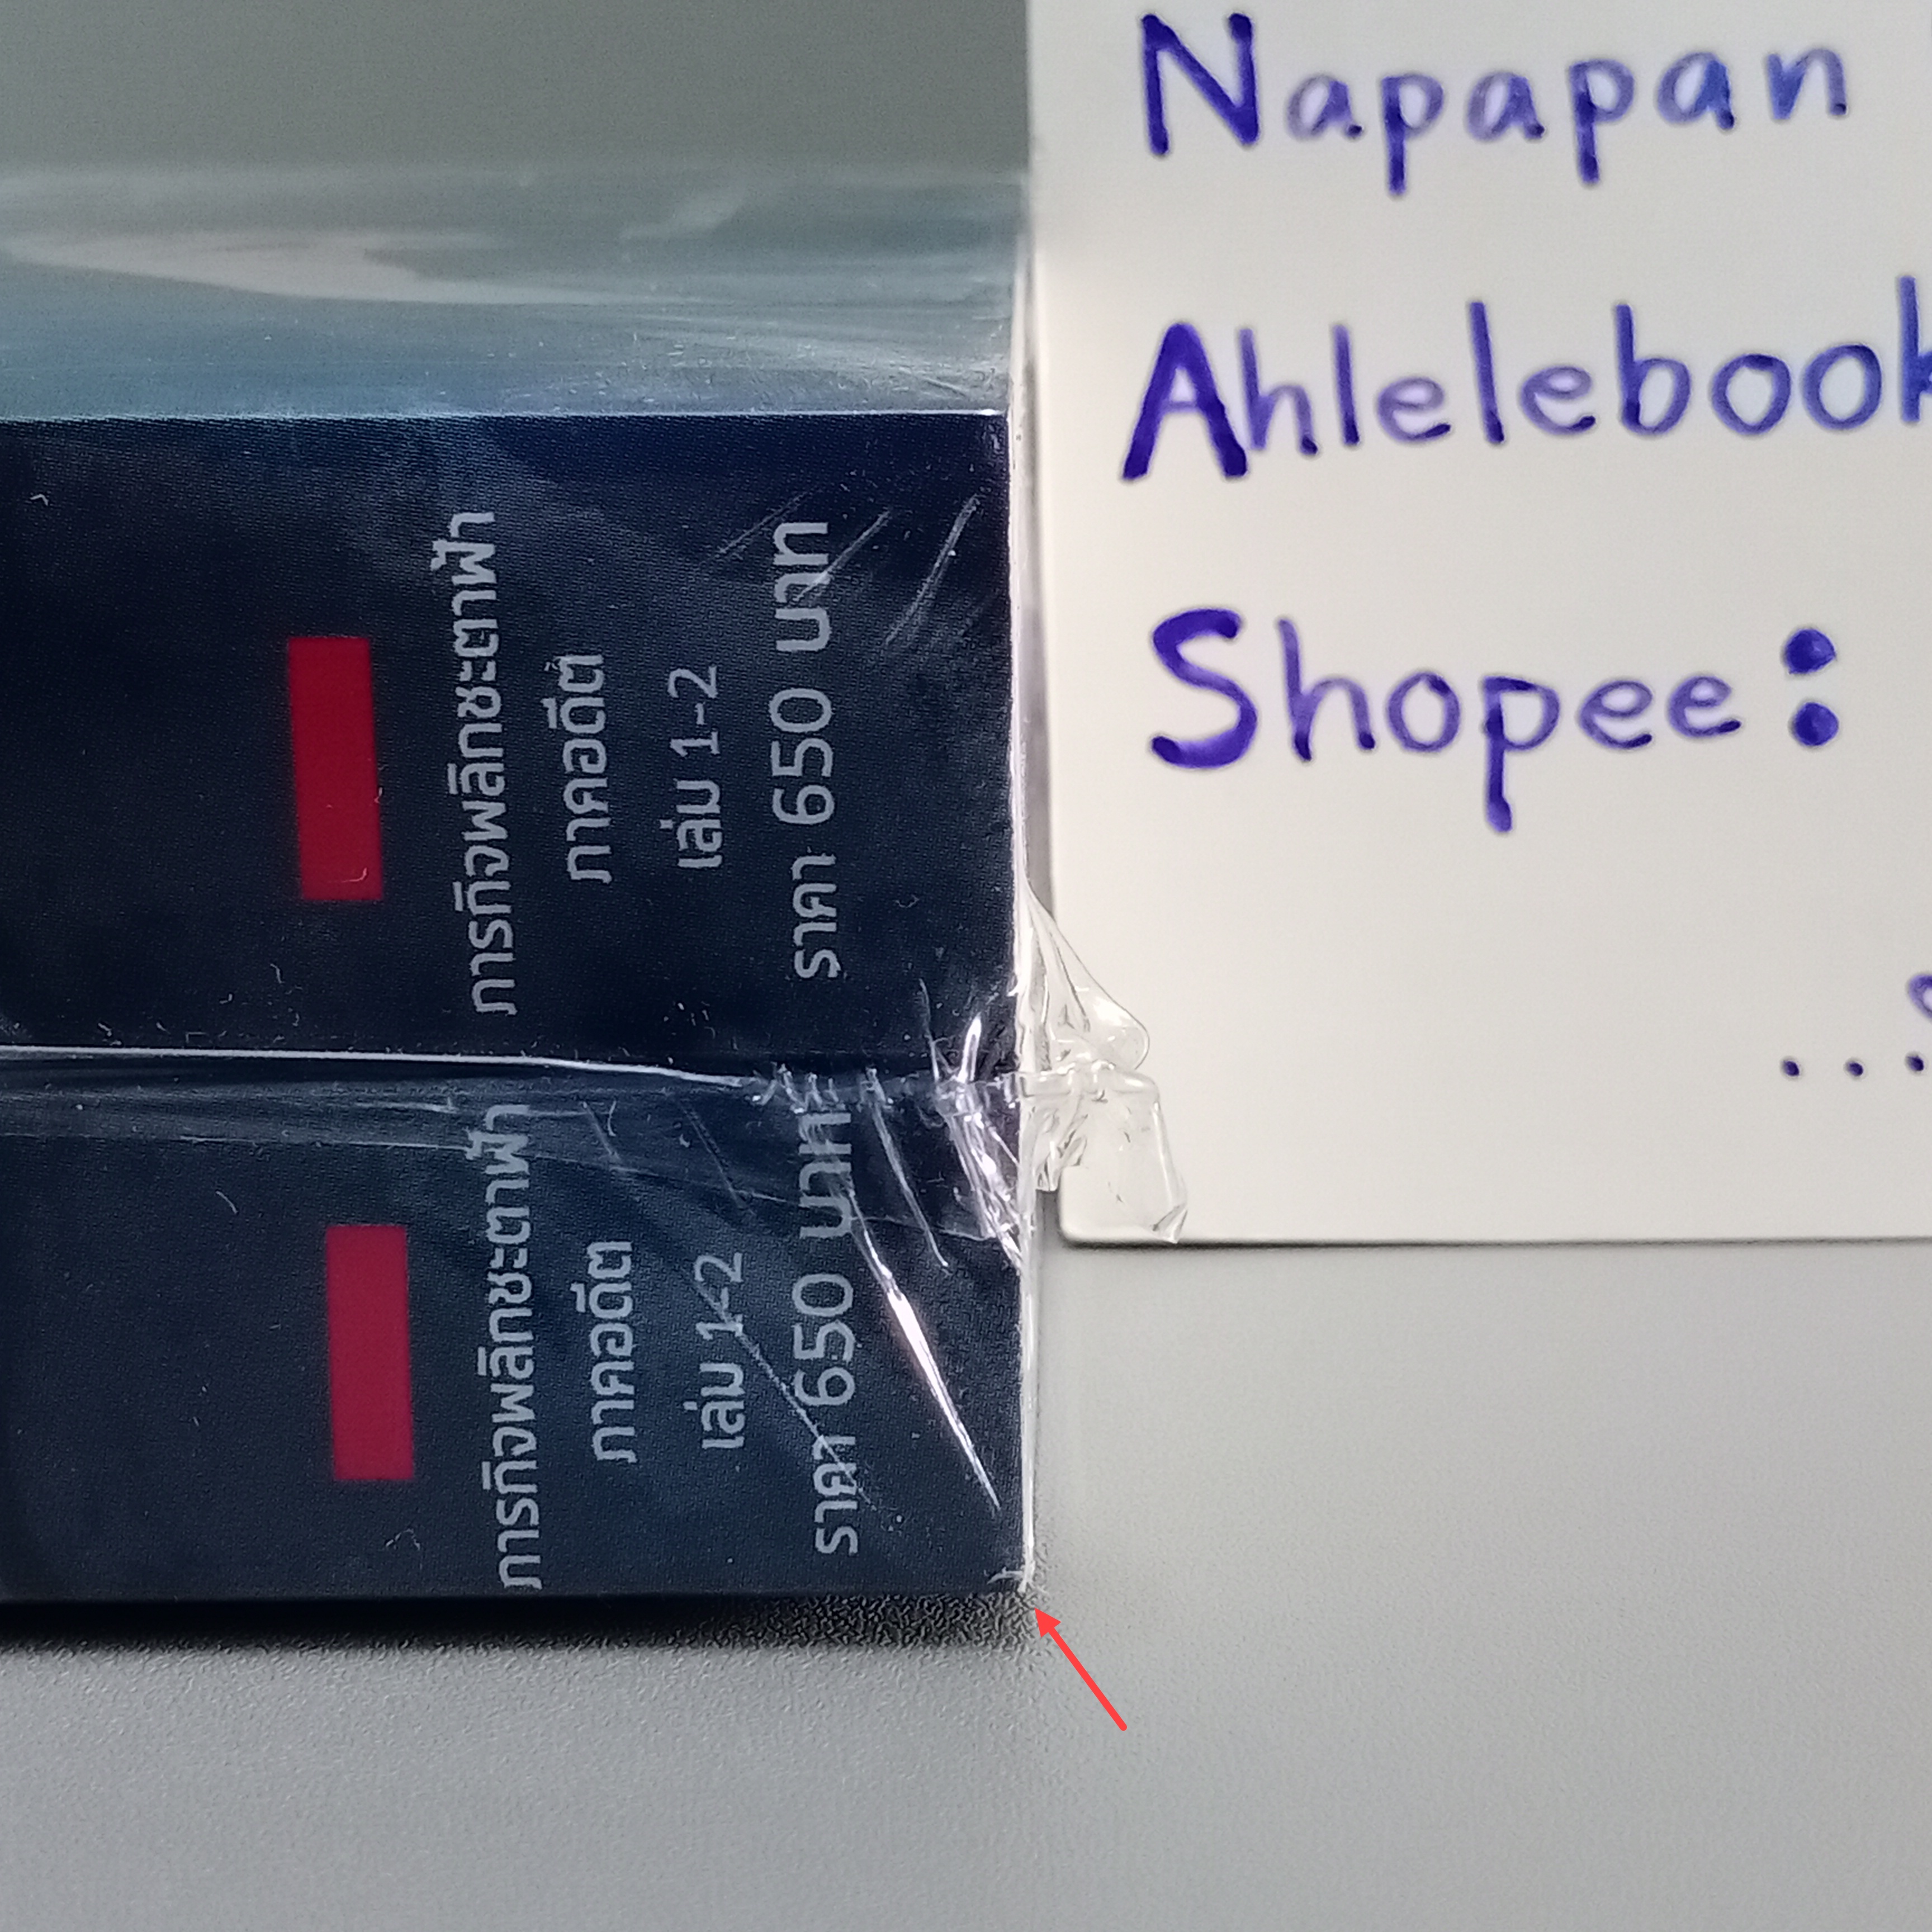 Napapan
Ahlelebook
Shopee:
...
ภารกิจพลิกชะตาฟ้า
ภาคอดีต
เล่ม 1-2
ราคา 650 บาท
ภารกิจพลิกชะตาฟ้า
ภาคอดีต
เล่ม 1-2
ราคา 650 บาท